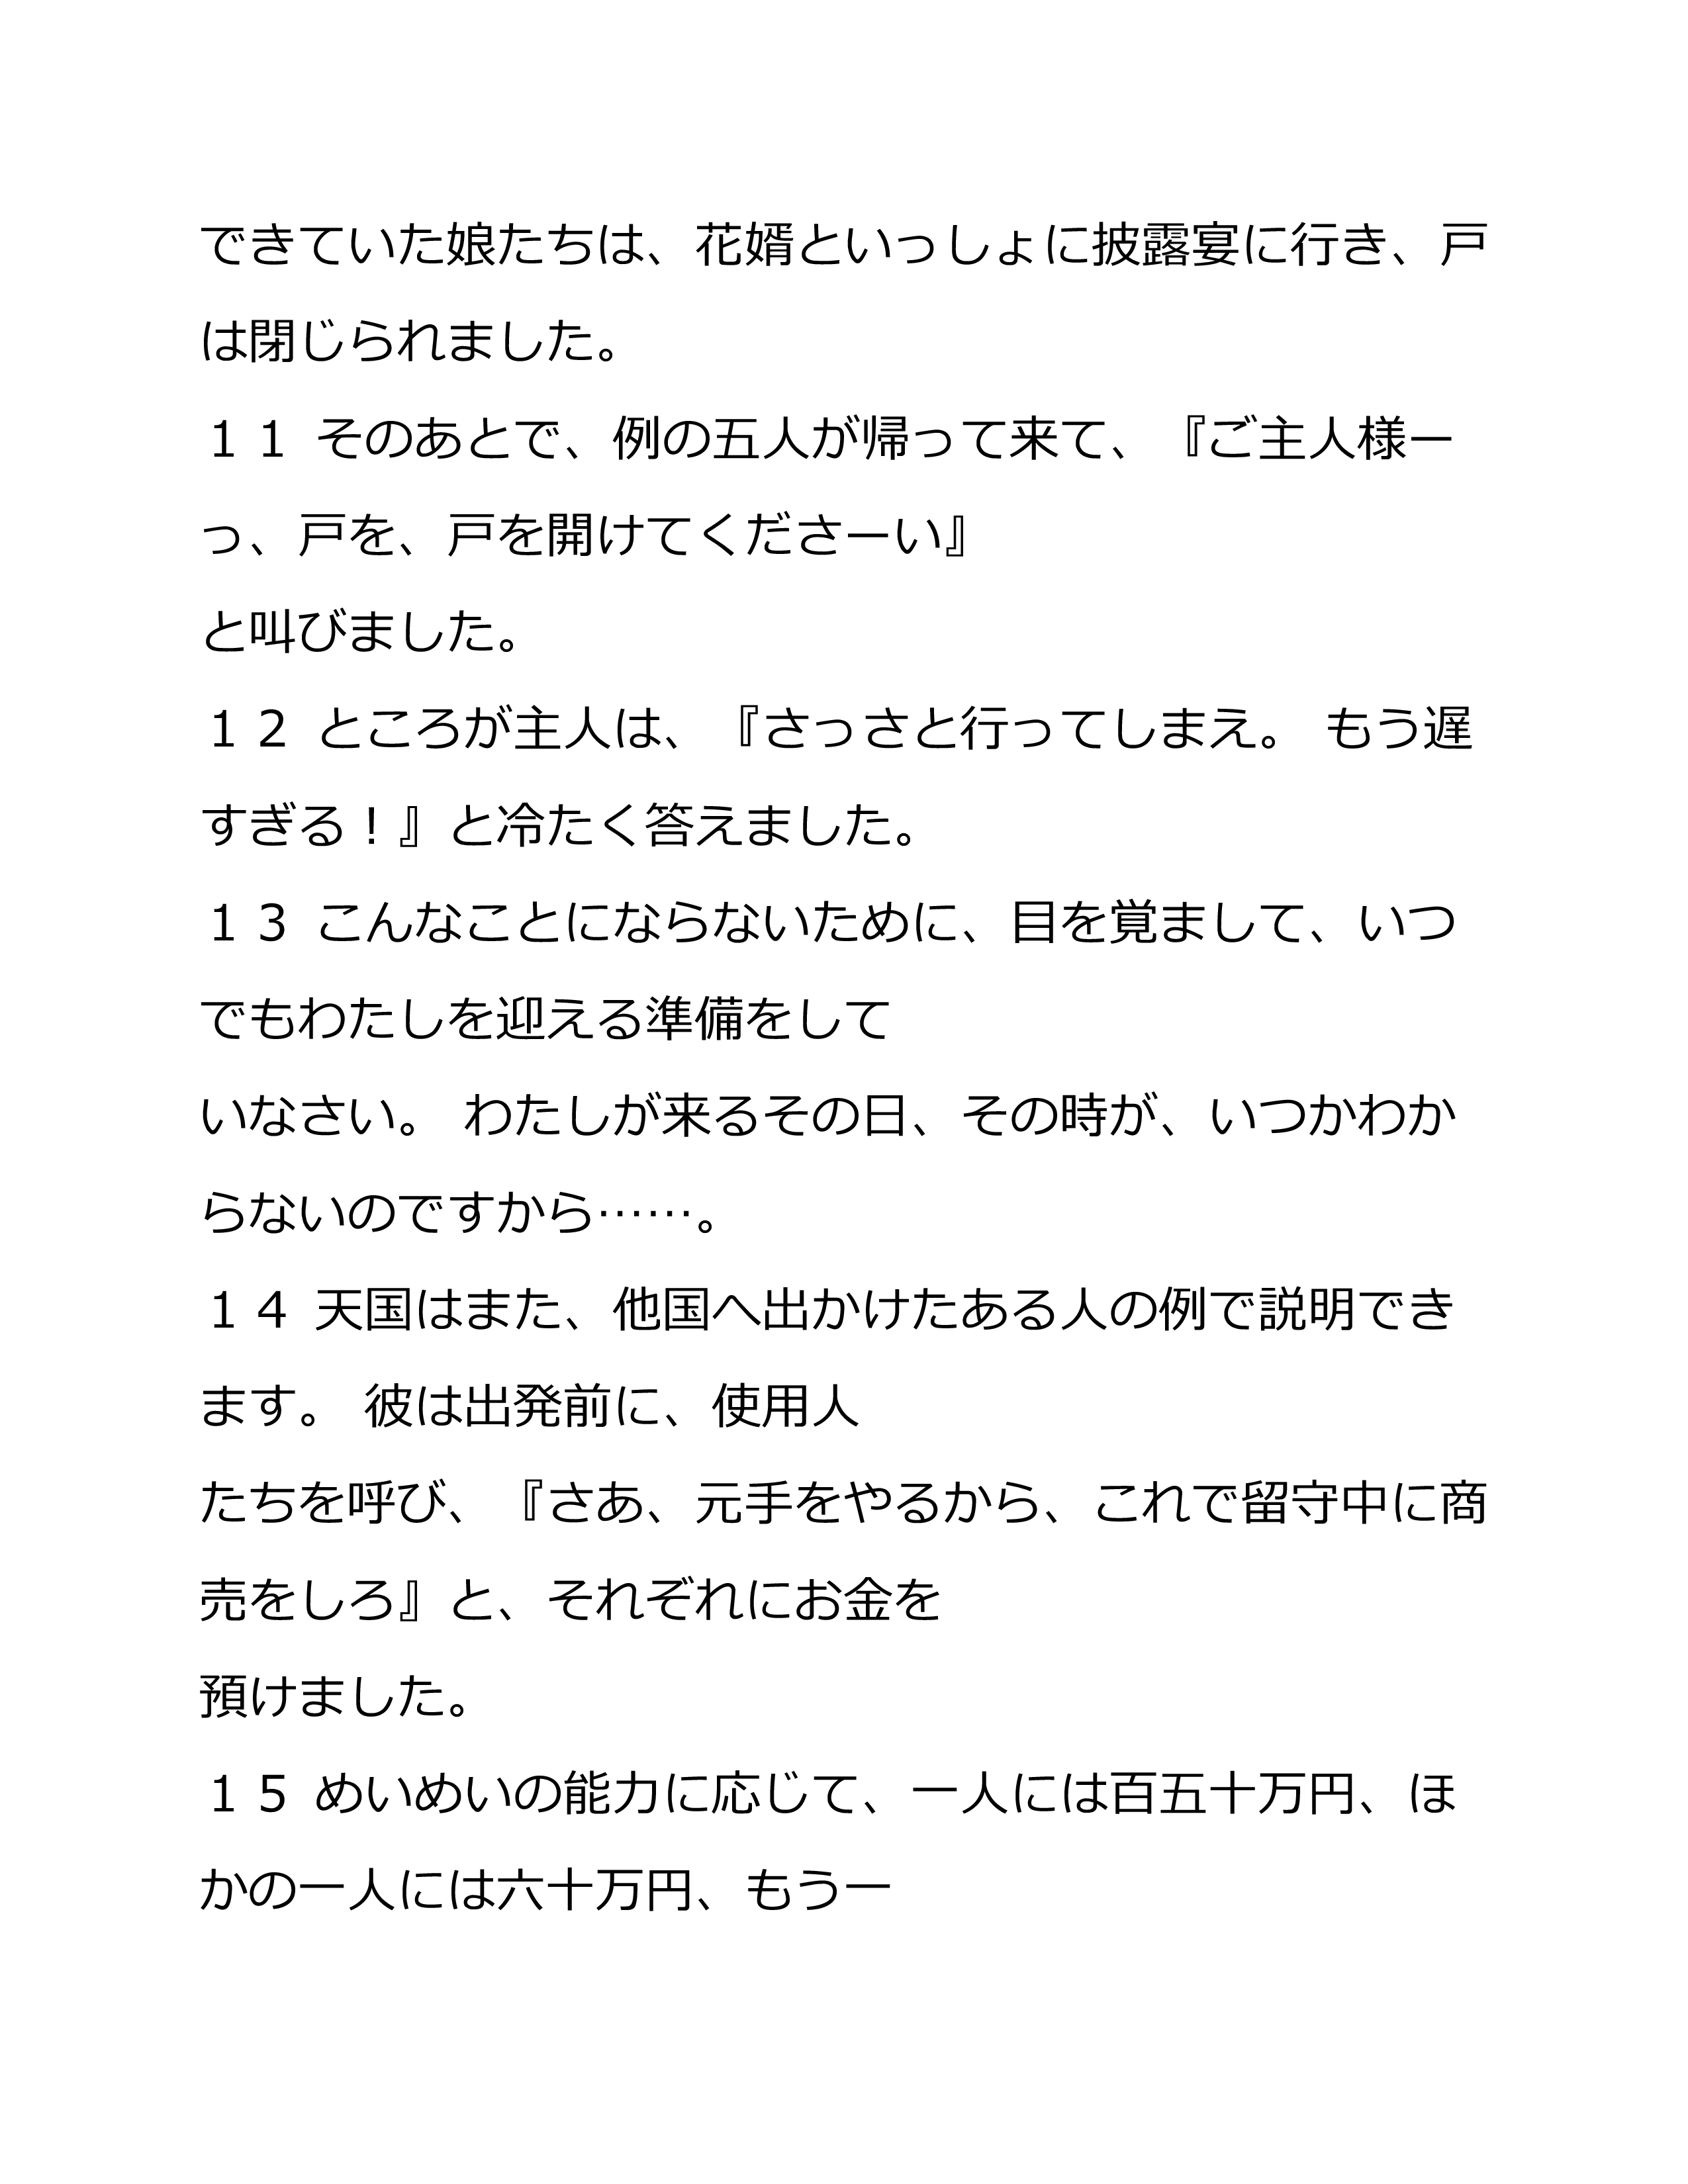 できていた娘たちは、花婿といっしょに披露宴に行き、戸
は閉じられました。
１１ そのあとで、例の五人が帰って来て、『ご主人様ー
っ、戸を、戸を開けてくださーい』
と叫びました。
１２ ところが主人は、『さっさと行ってしまえ。 もう遅
すぎる！』と冷たく答えました。
１３ こんなことにならないために、目を覚まして、いつ
でもわたしを迎える準備をして
いなさい。 わたしが来るその日、その時が、いつかわか
らないのですから……。
１４ 天国はまた、他国へ出かけたある人の例で説明でき
ます。 彼は出発前に、使用人
たちを呼び、『さあ、元手をやるから、これで留守中に商
売をしろ』と、それぞれにお金を
預けました。
１５ めいめいの能力に応じて、一人には百五十万円、ほ
かの一人には六十万円、もう一